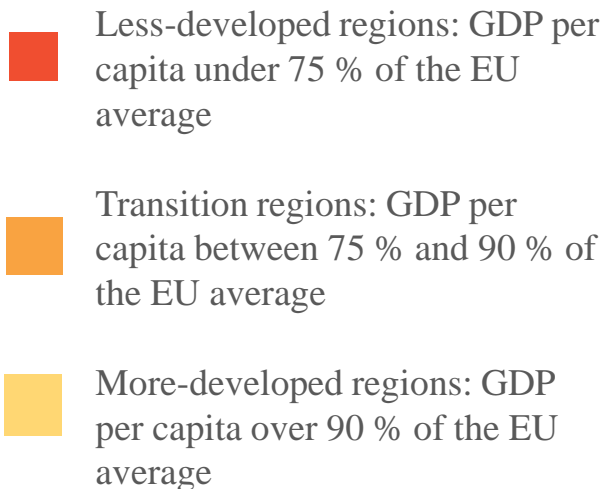 Less-developed regions: GDP per
capita under 75 % of the EU
average
Transition regions: GDP per
capita between 75 % and 90 % of
the EU average
More-developed regions: GDP
per capita over 90 % of the EU
average